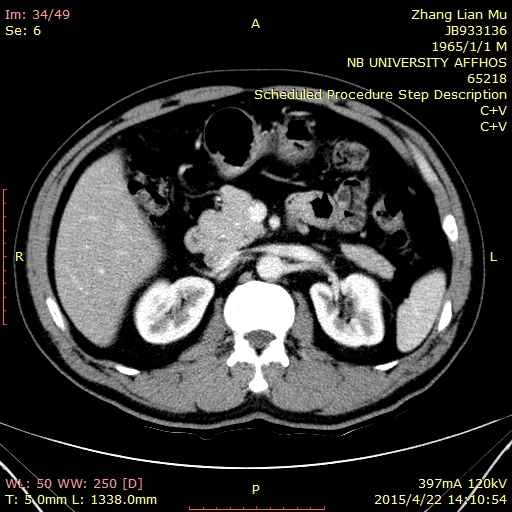 Im: 34/49
Se: 6
A
Zhang Lian Mu
JB933136
1965/1/1 M
NB UNIVERSITY AFFHOS
65218
Scheduled Procedure Step Description
C+V
C+V
R
L
WL: 50 WW: 250 [D]
T: 5.0mm L: 1338.0mm
P
397mA 120kV
2015/4/22 14:10:54